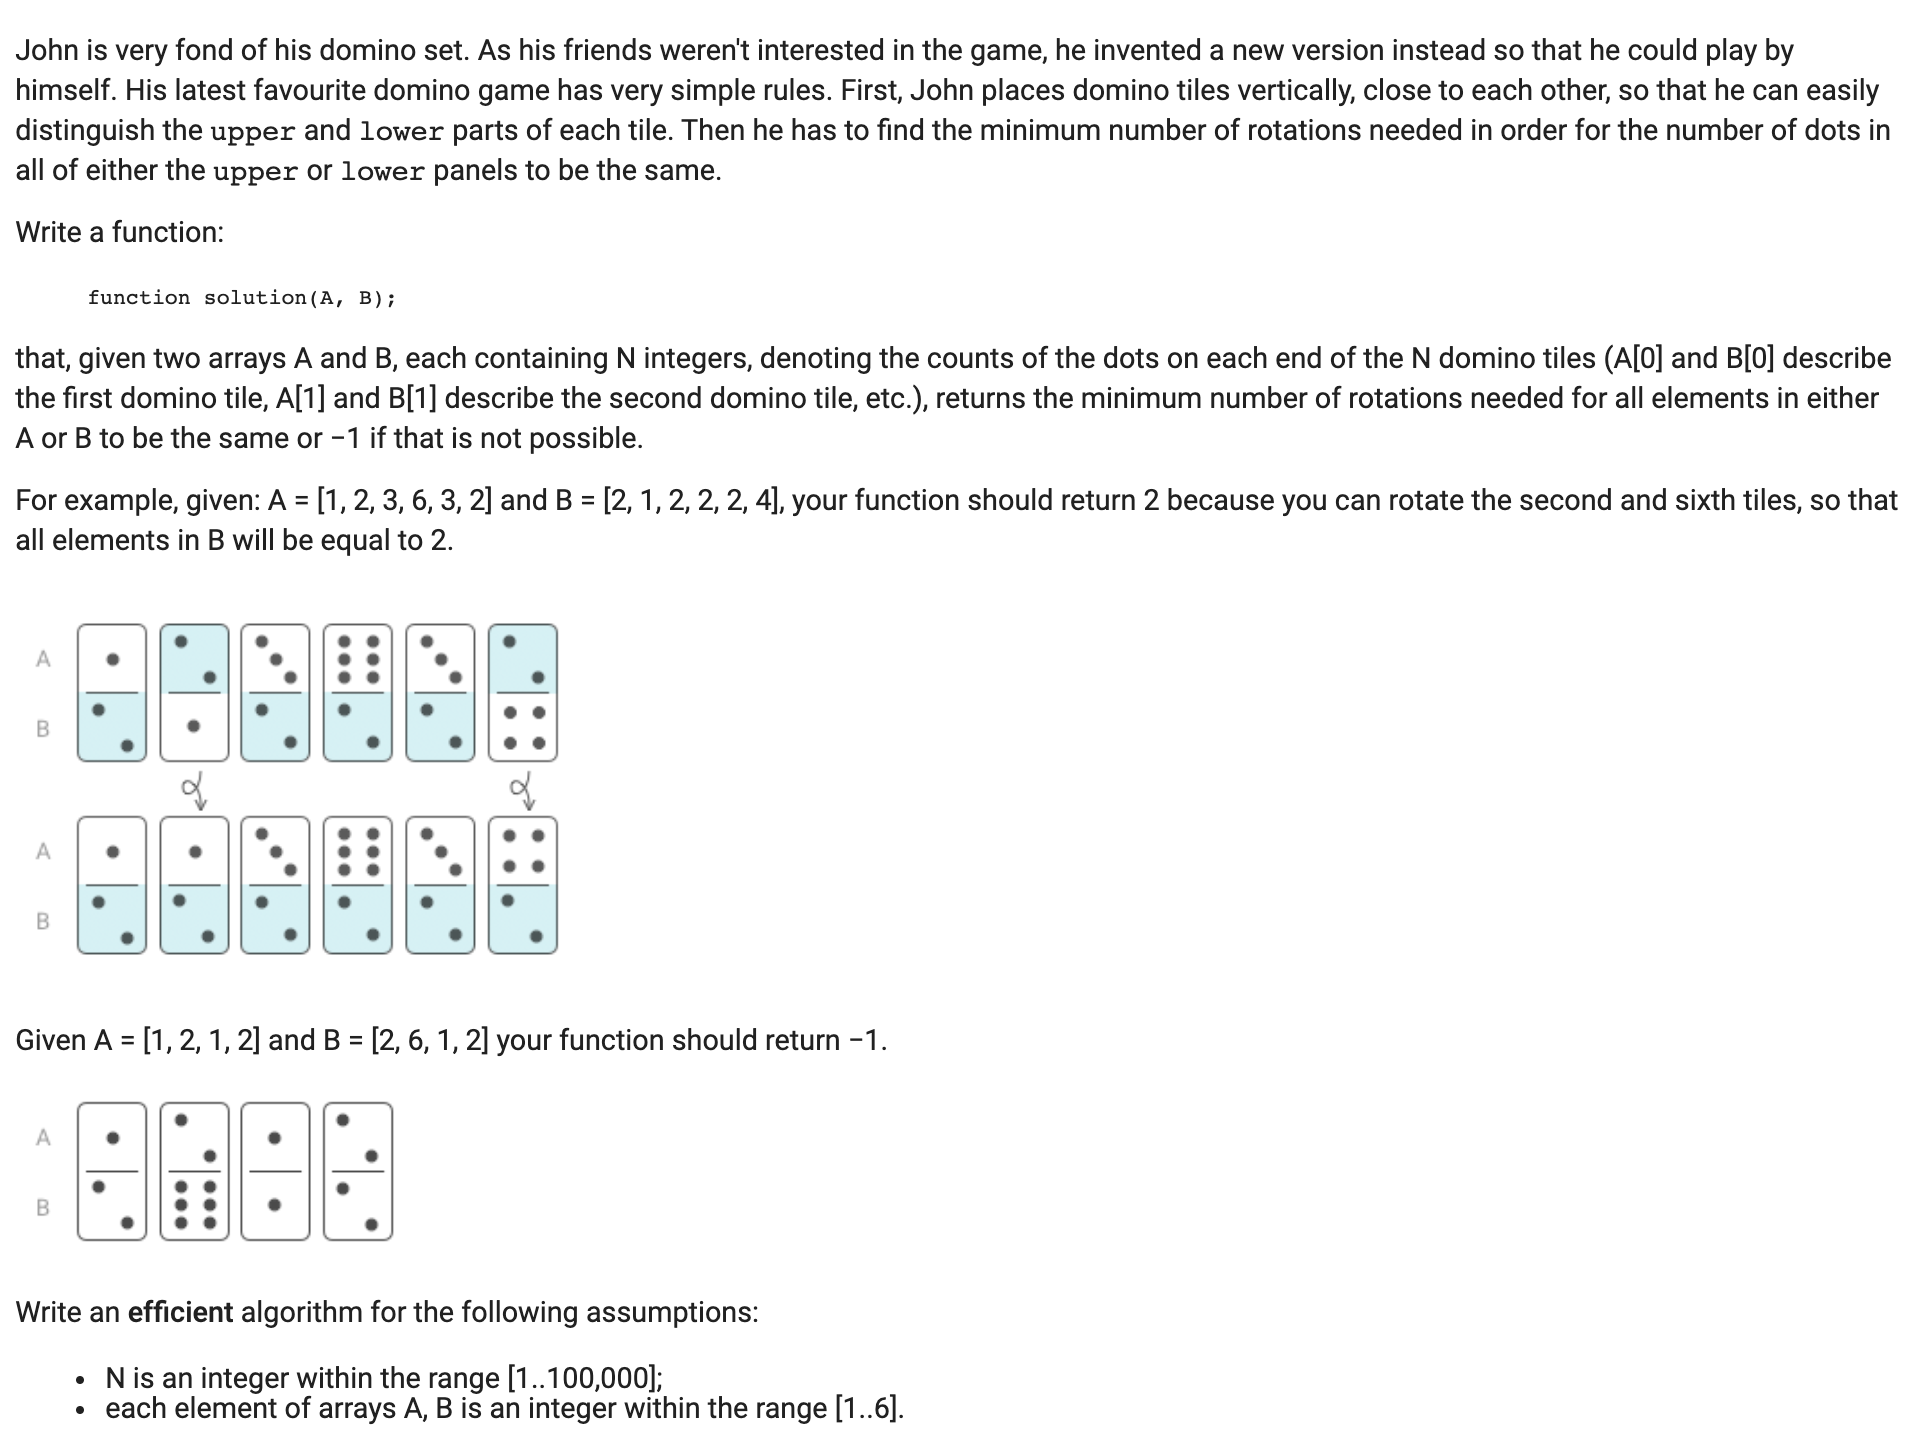 John is very fond of his domino set. As his friends weren't interested in the game, he invented a new version instead so that he could play by
himself. His latest favourite domino game has very simple rules. First, John places domino tiles vertically, close to each other, so that he can easily
distinguish the upper and lower parts of each tile. Then he has to find the minimum number of rotations needed in order for the number of dots in
all of either the upper or lower panels to be the same.
Write a function:
function solution(A, B);
that, given two arrays A and B, each containing N integers, denoting the counts of the dots on each end of the N domino tiles (A[0] and B[0] describe
the first domino tile, A[1] and B[1] describe the second domino tile, etc.), returns the minimum number of rotations needed for all elements in either
A or B to be the same or −1 if that is not possible.
For example, given: A = [1, 2, 3, 6, 3, 2] and B = [2, 1, 2, 2, 2, 4], your function should return 2 because you can rotate the second and sixth tiles, so that
all elements in B will be equal to 2.
A
B
A
B
Given A = [1, 2, 1, 2] and B = [2, 6, 1, 2] your function should return −1.
A
B
Write an efficient algorithm for the following assumptions:
• N is an integer within the range [1..100,000];
• each element of arrays A, B is an integer within the range [1..6].